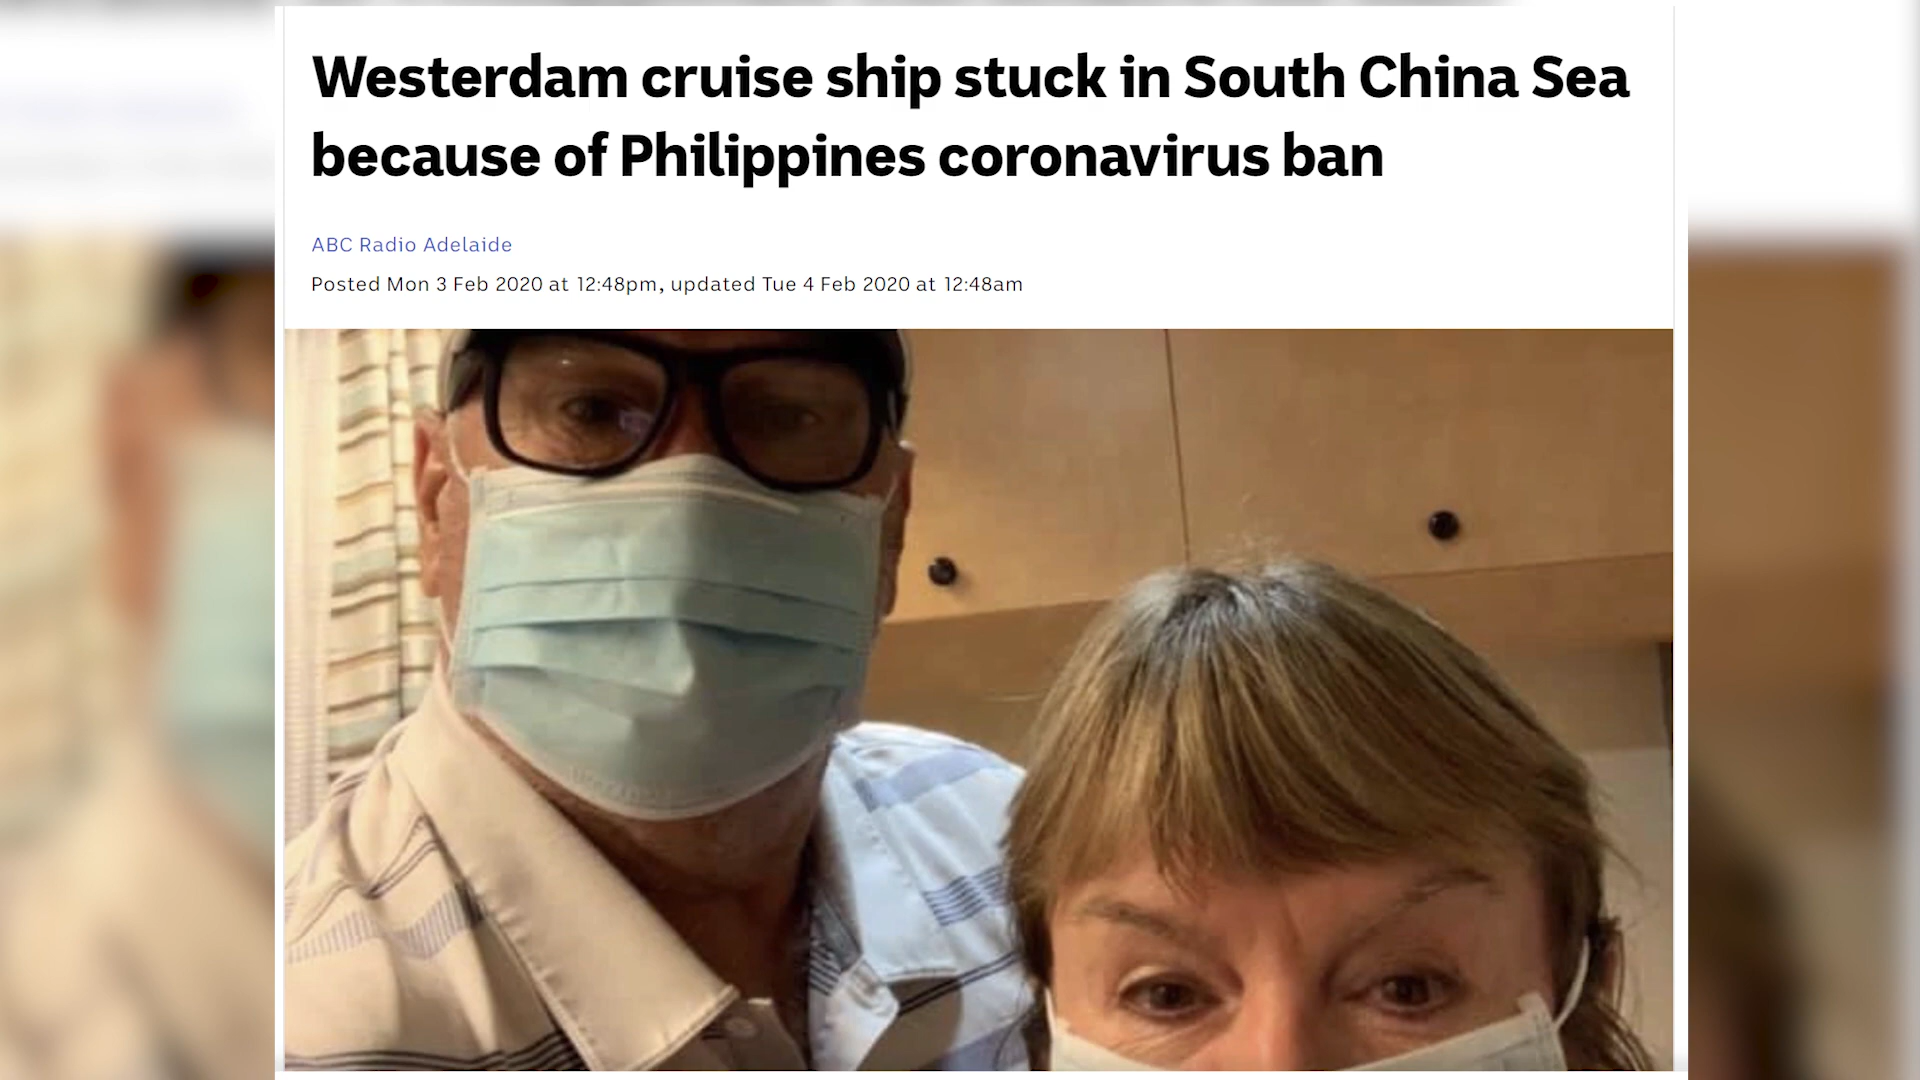 Westerdam cruise ship stuck in South China Sea
because of Philippines coronavirus ban
ABC Radio Adelaide
Posted Mon 3 Feb 2020 at 12:48pm, updated Tue 4 Feb 2020 at 12:48am